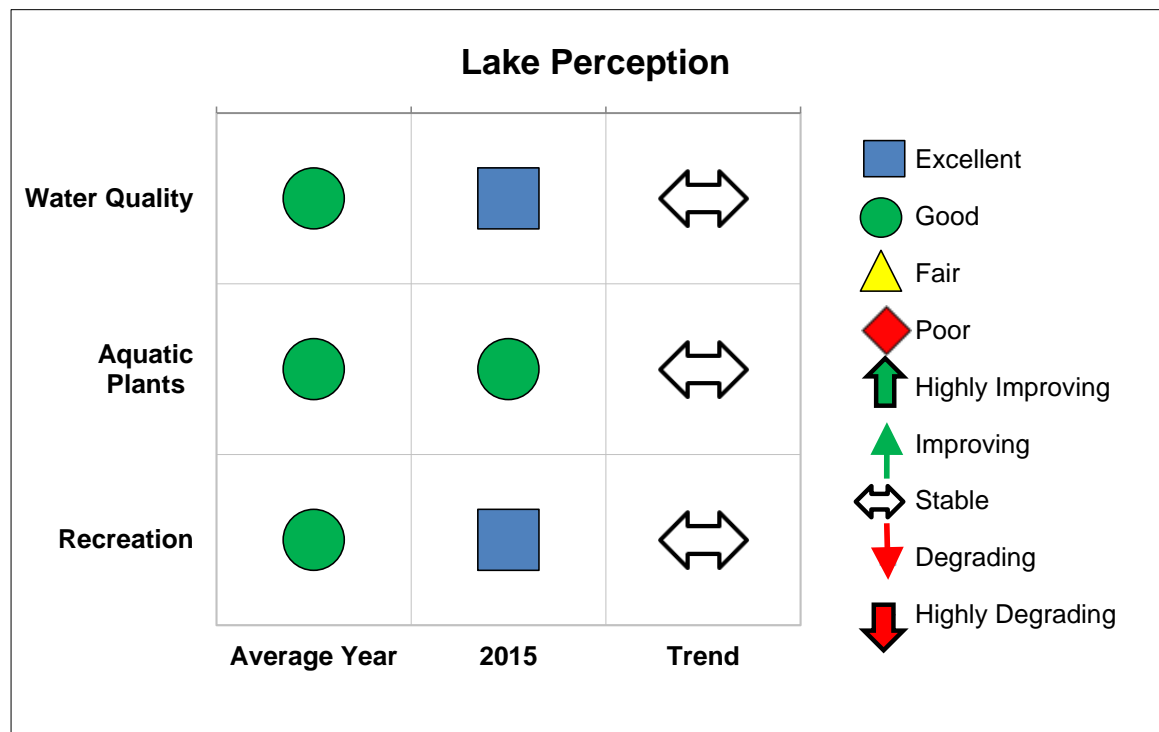 Lake Perception
Water Quality
Aquatic
Plants
Recreation
Average Year
2015
Trend
Excellent
Good
Fair
Poor
Highly Improving
Improving
Stable
Degrading
Highly Degrading